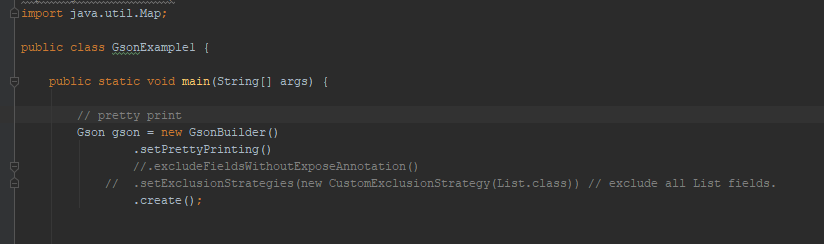 import java.util.Map;
public class GsonExample1 {
public static void main(String[] args) {
// pretty print
Gson gson = new GsonBuilder()
.setPrettyPrinting()
//.excludeFieldsWithoutExposeAnnotation()
// .setExclusionStrategies(new CustomExclusionStrategy(List.class)) // exclude all List fields.
.create();